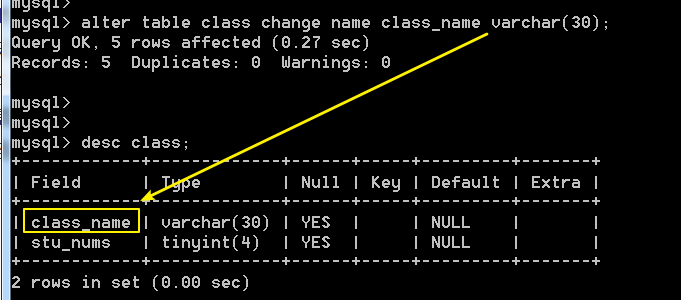 mysql>
mysql> alter table class change name class_name varchar(30);
Query OK, 5 rows affected (0.27 sec)
Records: 5  Duplicates: 0  Warnings: 0

mysql>
mysql>
mysql> desc class;
+------------+-------------+------+-----+---------+-------+
| Field      | Type        | Null | Key | Default | Extra |
+------------+-------------+------+-----+---------+-------+
| class_name | varchar(30) | YES  |     | NULL    |       |
| stu_nums   | tinyint(4)  | YES  |     | NULL    |       |
+------------+-------------+------+-----+---------+-------+
2 rows in set (0.00 sec)